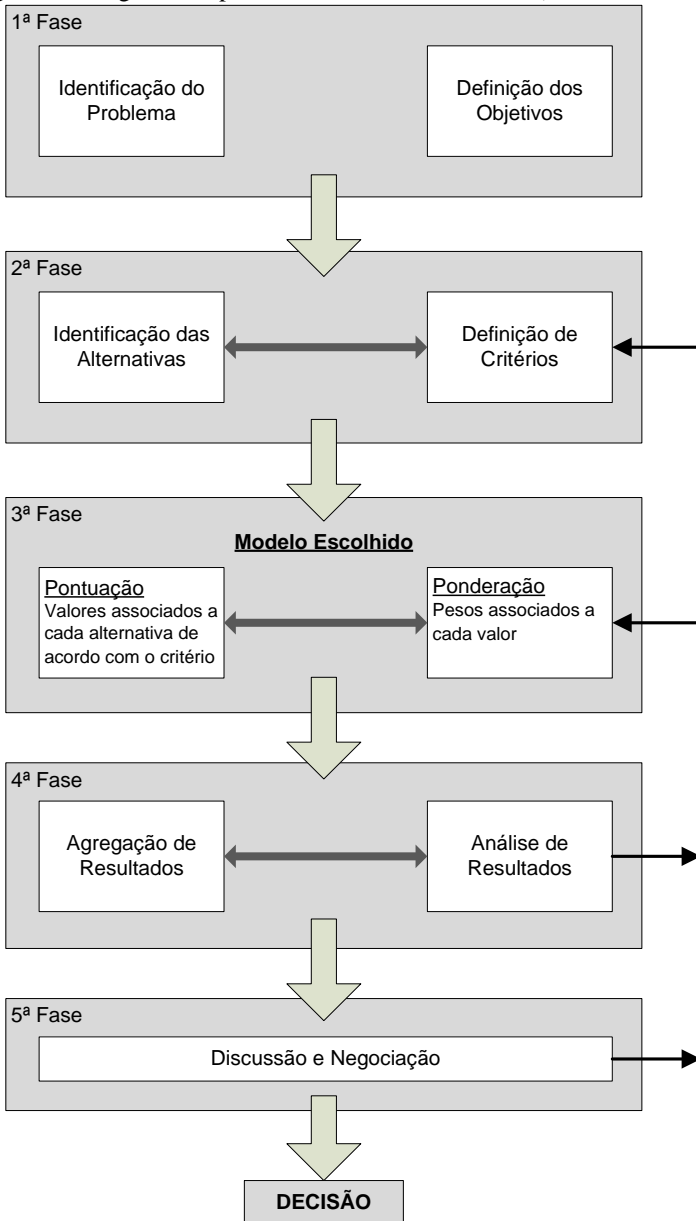 1ª Fase
Identificação do
Problema
Definição dos
Objetivos
2ª Fase
Identificação das
Alternativas
Definição de
Critérios
3ª Fase
Modelo Escolhido
Pontuação
Valores associados a
cada alternativa de
acordo com o critério
Ponderação
Pesos associados a
cada valor
4ª Fase
Agregação de
Resultados
Análise de
Resultados
5ª Fase
Discussão e Negociação
DECISÃO